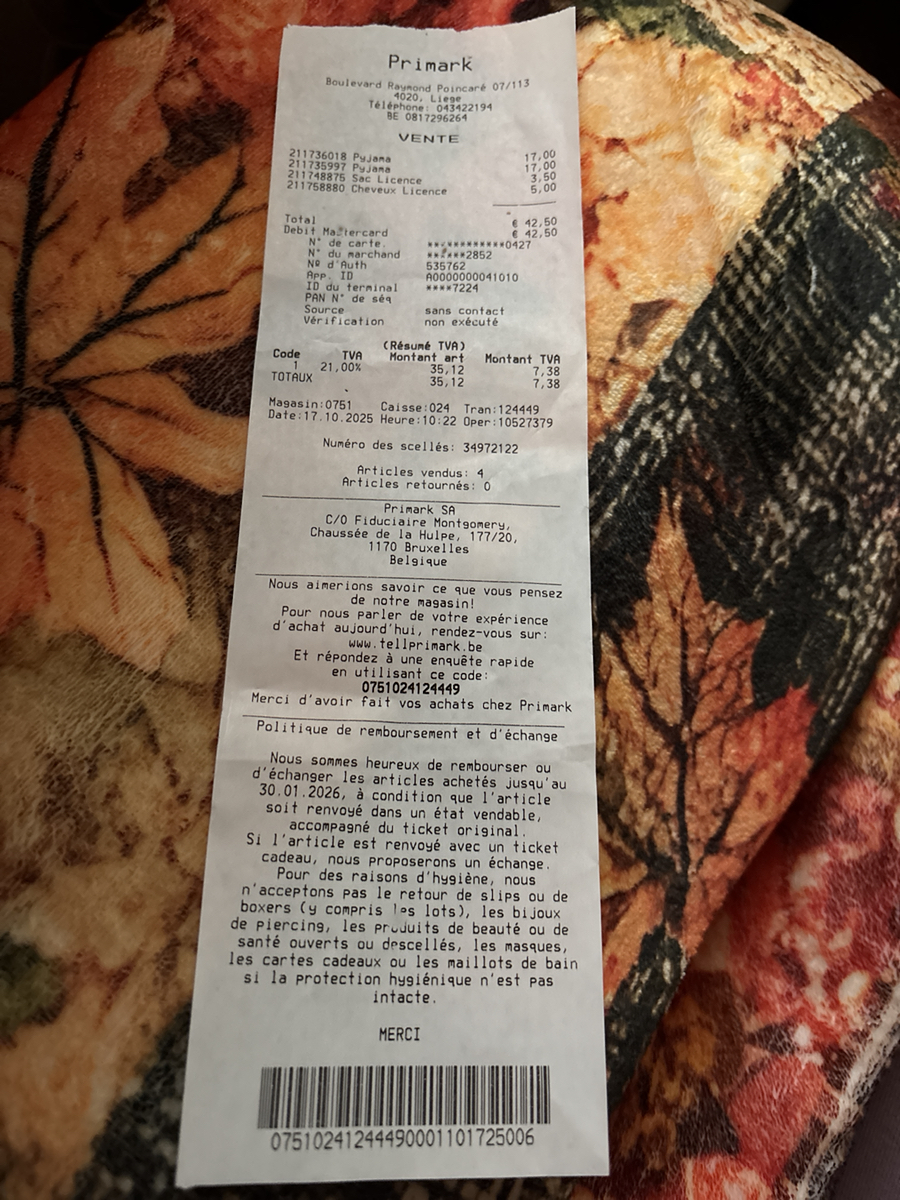 Primark
Boulevard Raymond Poincaré 07/113
4020, Liege
Téléphone: 043422194
BE 0817296264
VENTE
211736018 Pyjama 17,00
211735997 Pyjama 17,00
211748875 Sac Licence 3,50
211758880 Cheveux Licence 5,00
Total € 42,50
Debit Mastercard € 42,50
N° de carte. ************0427
N° du marchand ******2852
Nº d'Auth 535762
App. ID A0000000041010
ID du terminal ****7224
PAN N° de séq
Source sans contact
Vérification non exécuté
(Résumé TVA)
Code TVA Montant art Montant TVA
1 21,00% 35,12 7,38
TOTAUX 35,12 7,38
Magasin:0751 Caisse:024 Tran:124449
Date:17.10.2025 Heure:10:22 Oper:10527379
Numéro des scellés: 34972122
Articles vendus: 4
Articles retournés: 0
Primark SA
C/O Fiduciaire Montgomery,
Chaussée de la Hulpe, 177/20,
1170 Bruxelles
Belgique
Nous aimerions savoir ce que vous pensez
de notre magasin!
Pour nous parler de votre expérience
d'achat aujourd'hui, rendez-vous sur:
www.tellprimark.be
Et répondez à une enquête rapide
en utilisant ce code:
0751024124449
Merci d'avoir fait vos achats chez Primark
Politique de remboursement et d'échange
Nous sommes heureux de rembourser ou
d'échanger les articles achetés jusqu'au
30.01.2026, à condition que l'article
soit renvoyé dans un état vendable,
accompagné du ticket original.
Si l'article est renvoyé avec un ticket
cadeau, nous proposerons un échange.
Pour des raisons d'hygiène, nous
n'acceptons pas le retour de slips ou de
boxers (y compris les lots), les bijoux
de piercing, les produits de beauté ou de
santé ouverts ou descellés, les masques,
les cartes cadeaux ou les maillots de bain
si la protection hygiénique n'est pas
intacte.
MERCI
07510241244490001101725006